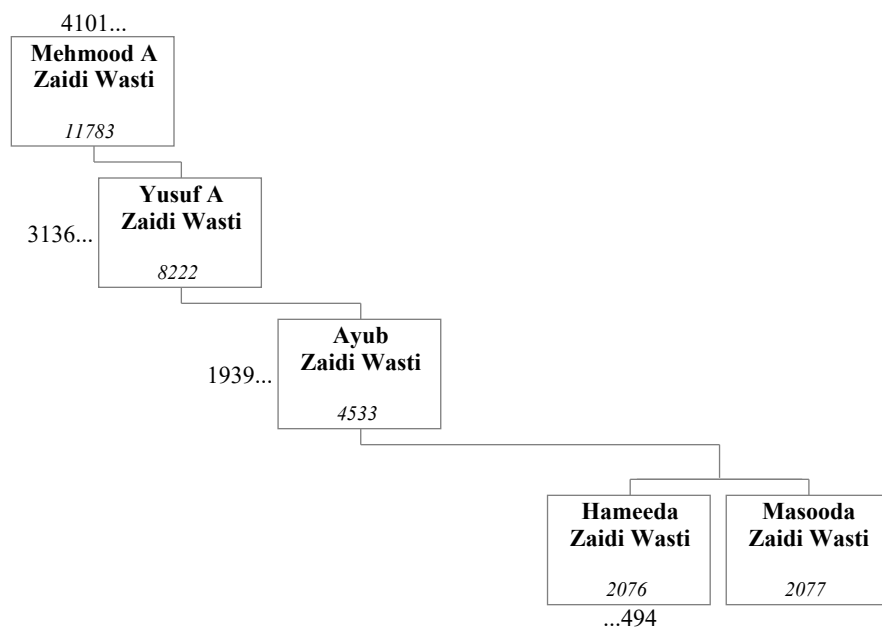 4101...
Mehmood A
Zaidi Wasti
11783
Yusuf A
Zaidi Wasti
3136...
8222
Ayub
Zaidi Wasti
1939...
4533
Hameeda
Zaidi Wasti
2076
...494
Masooda
Zaidi Wasti
2077